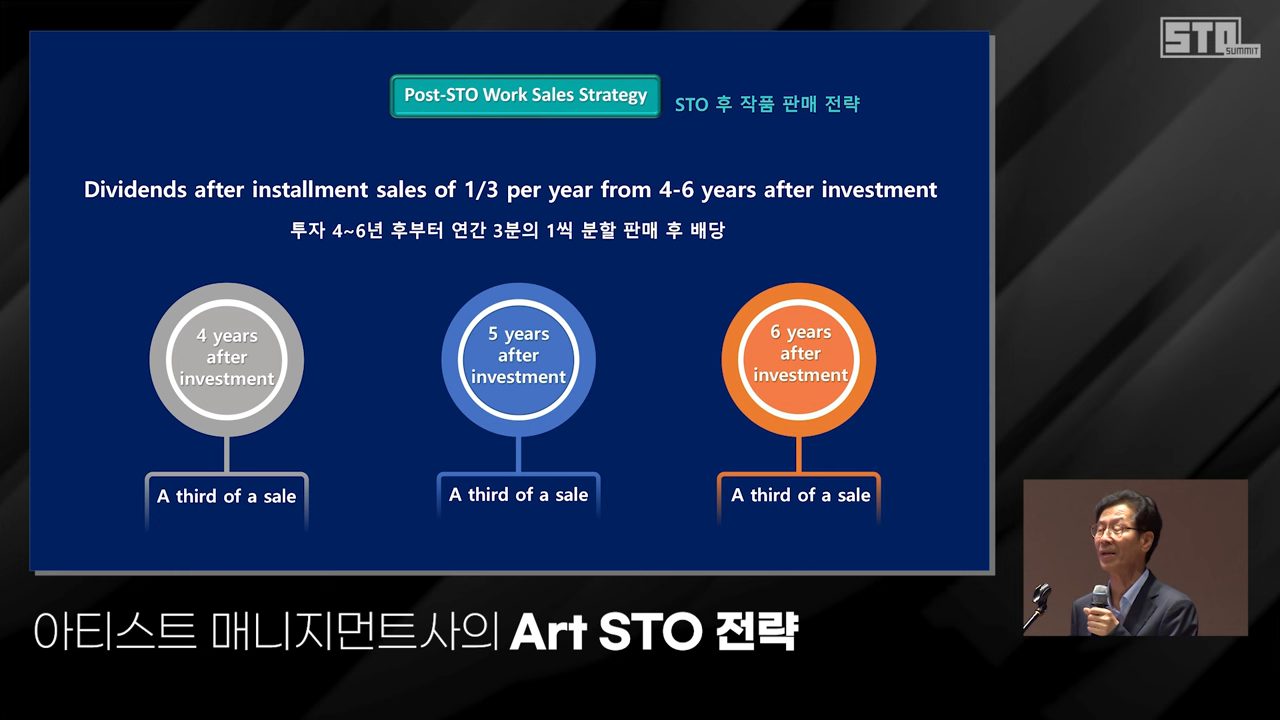 STO
SUMMIT
Post-STO Work Sales Strategy
STO 후 작품 판매 전략
Dividends after installment sales of 1/3 per year from 4-6 years after investment
투자 4~6년 후부터 연간 3분의 1씩 분할 판매 후 배당
4 years
after
investment
5 years
after
investment
6 years
after
investment
A third of a sale
A third of a sale
A third of a sale
아티스트 매니지먼트사의 Art STO 전략